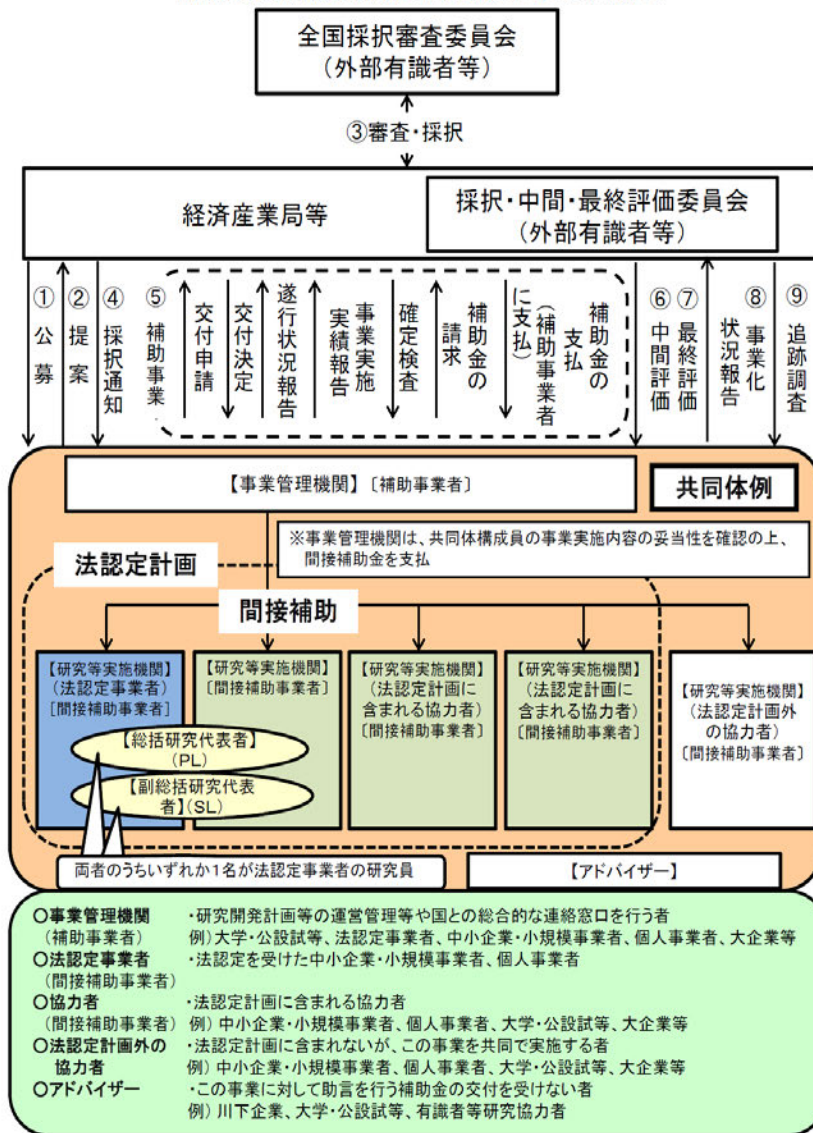 全国採択審査委員会
(外部有識者等)
③審査・採択
経済産業局等
採択・中間・最終評価委員会
(外部有識者等)
①公募
②提案
④採択通知
⑤補助事業
交付申請
交付決定
遂行状況報告
事業実施
実績報告
確定検査
補助金の
請求
補助金の
支払
(補助事業者
に支払)
⑥中間評価
⑦最終評価
⑧事業化
状況報告
⑨追跡調査
【事業管理機関】〔補助事業者〕
共同体例
※事業管理機関は、共同体構成員の事業実施内容の妥当性を確認の上、
間接補助金を支払
法認定計画
間接補助
【研究等実施機関】
(法認定事業者)
〔間接補助事業者〕
【研究等実施機関】
〔間接補助事業者〕
【研究等実施機関】
(法認定計画に
含まれる協力者)
〔間接補助事業者〕
【研究等実施機関】
(法認定計画に
含まれる協力者)
〔間接補助事業者〕
【研究等実施機関】
(法認定計画外
の協力者)
〔間接補助事業者〕
【総括研究代表者】
(PL)
【副総括研究代表
者】(SL)
両者のうちいずれか1名が法認定事業者の研究員
【アドバイザー】
○事業管理機関 ・研究開発計画等の運営管理等や国との総合的な連絡窓口を行う者
(補助事業者) 例)大学・公設試等、法認定事業者、中小企業・小規模事業者、個人事業者、大企業等
○法認定事業者 ・法認定を受けた中小企業・小規模事業者、個人事業者
(間接補助事業者)
○協力者 ・法認定計画に含まれる協力者
(間接補助事業者) 例)中小企業・小規模事業者、個人事業者、大学・公設試等、大企業等
○法認定計画外の ・法認定計画に含まれないが、この事業を共同で実施する者
協力者 例)中小企業・小規模事業者、個人事業者、大学・公設試等、大企業等
○アドバイザー ・この事業に対して助言を行う補助金の交付を受けない者
例)川下企業、大学・公設試等、有識者等研究協力者